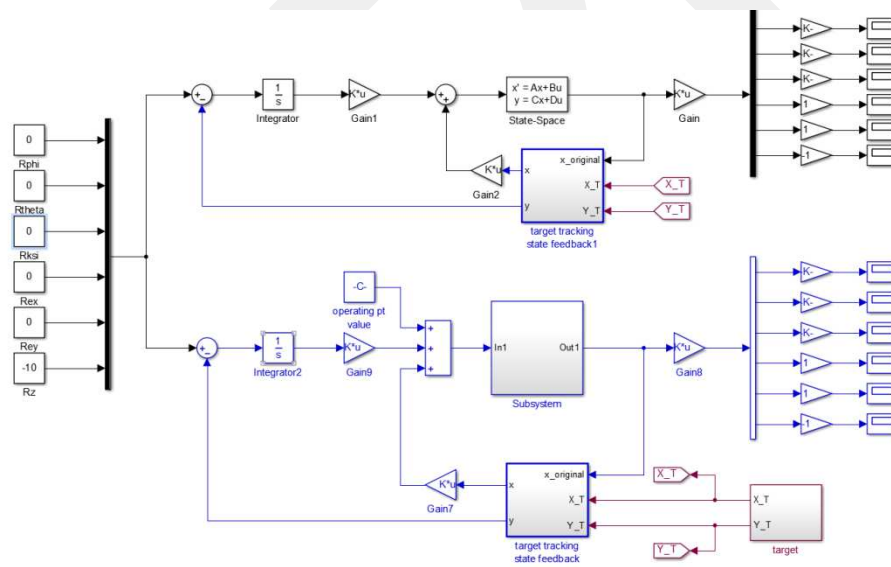 K-
K-
K-
1
1
-1
+
−
1
s
Integrator
K*u
Gain1
+
+
x' = Ax+Bu
y = Cx+Du
State-Space
K*u
Gain
0
Rphi
0
Rtheta
0
Rksi
0
Rex
0
Rey
-10
Rz
K*u
Gain2
x_original
x
X_T
y
Y_T
target tracking
state feedback1
X_T
Y_T
-C-
operating pt
value
+
−
1
s
Integrator2
K*u
Gain9
+
+
+
In1
Out1
Subsystem
K*u
Gain8
K-
K-
K-
1
1
-1
K*u
Gain7
x_original
x
X_T
y
Y_T
target tracking
state feedback
X_T
Y_T
X_T
Y_T
target